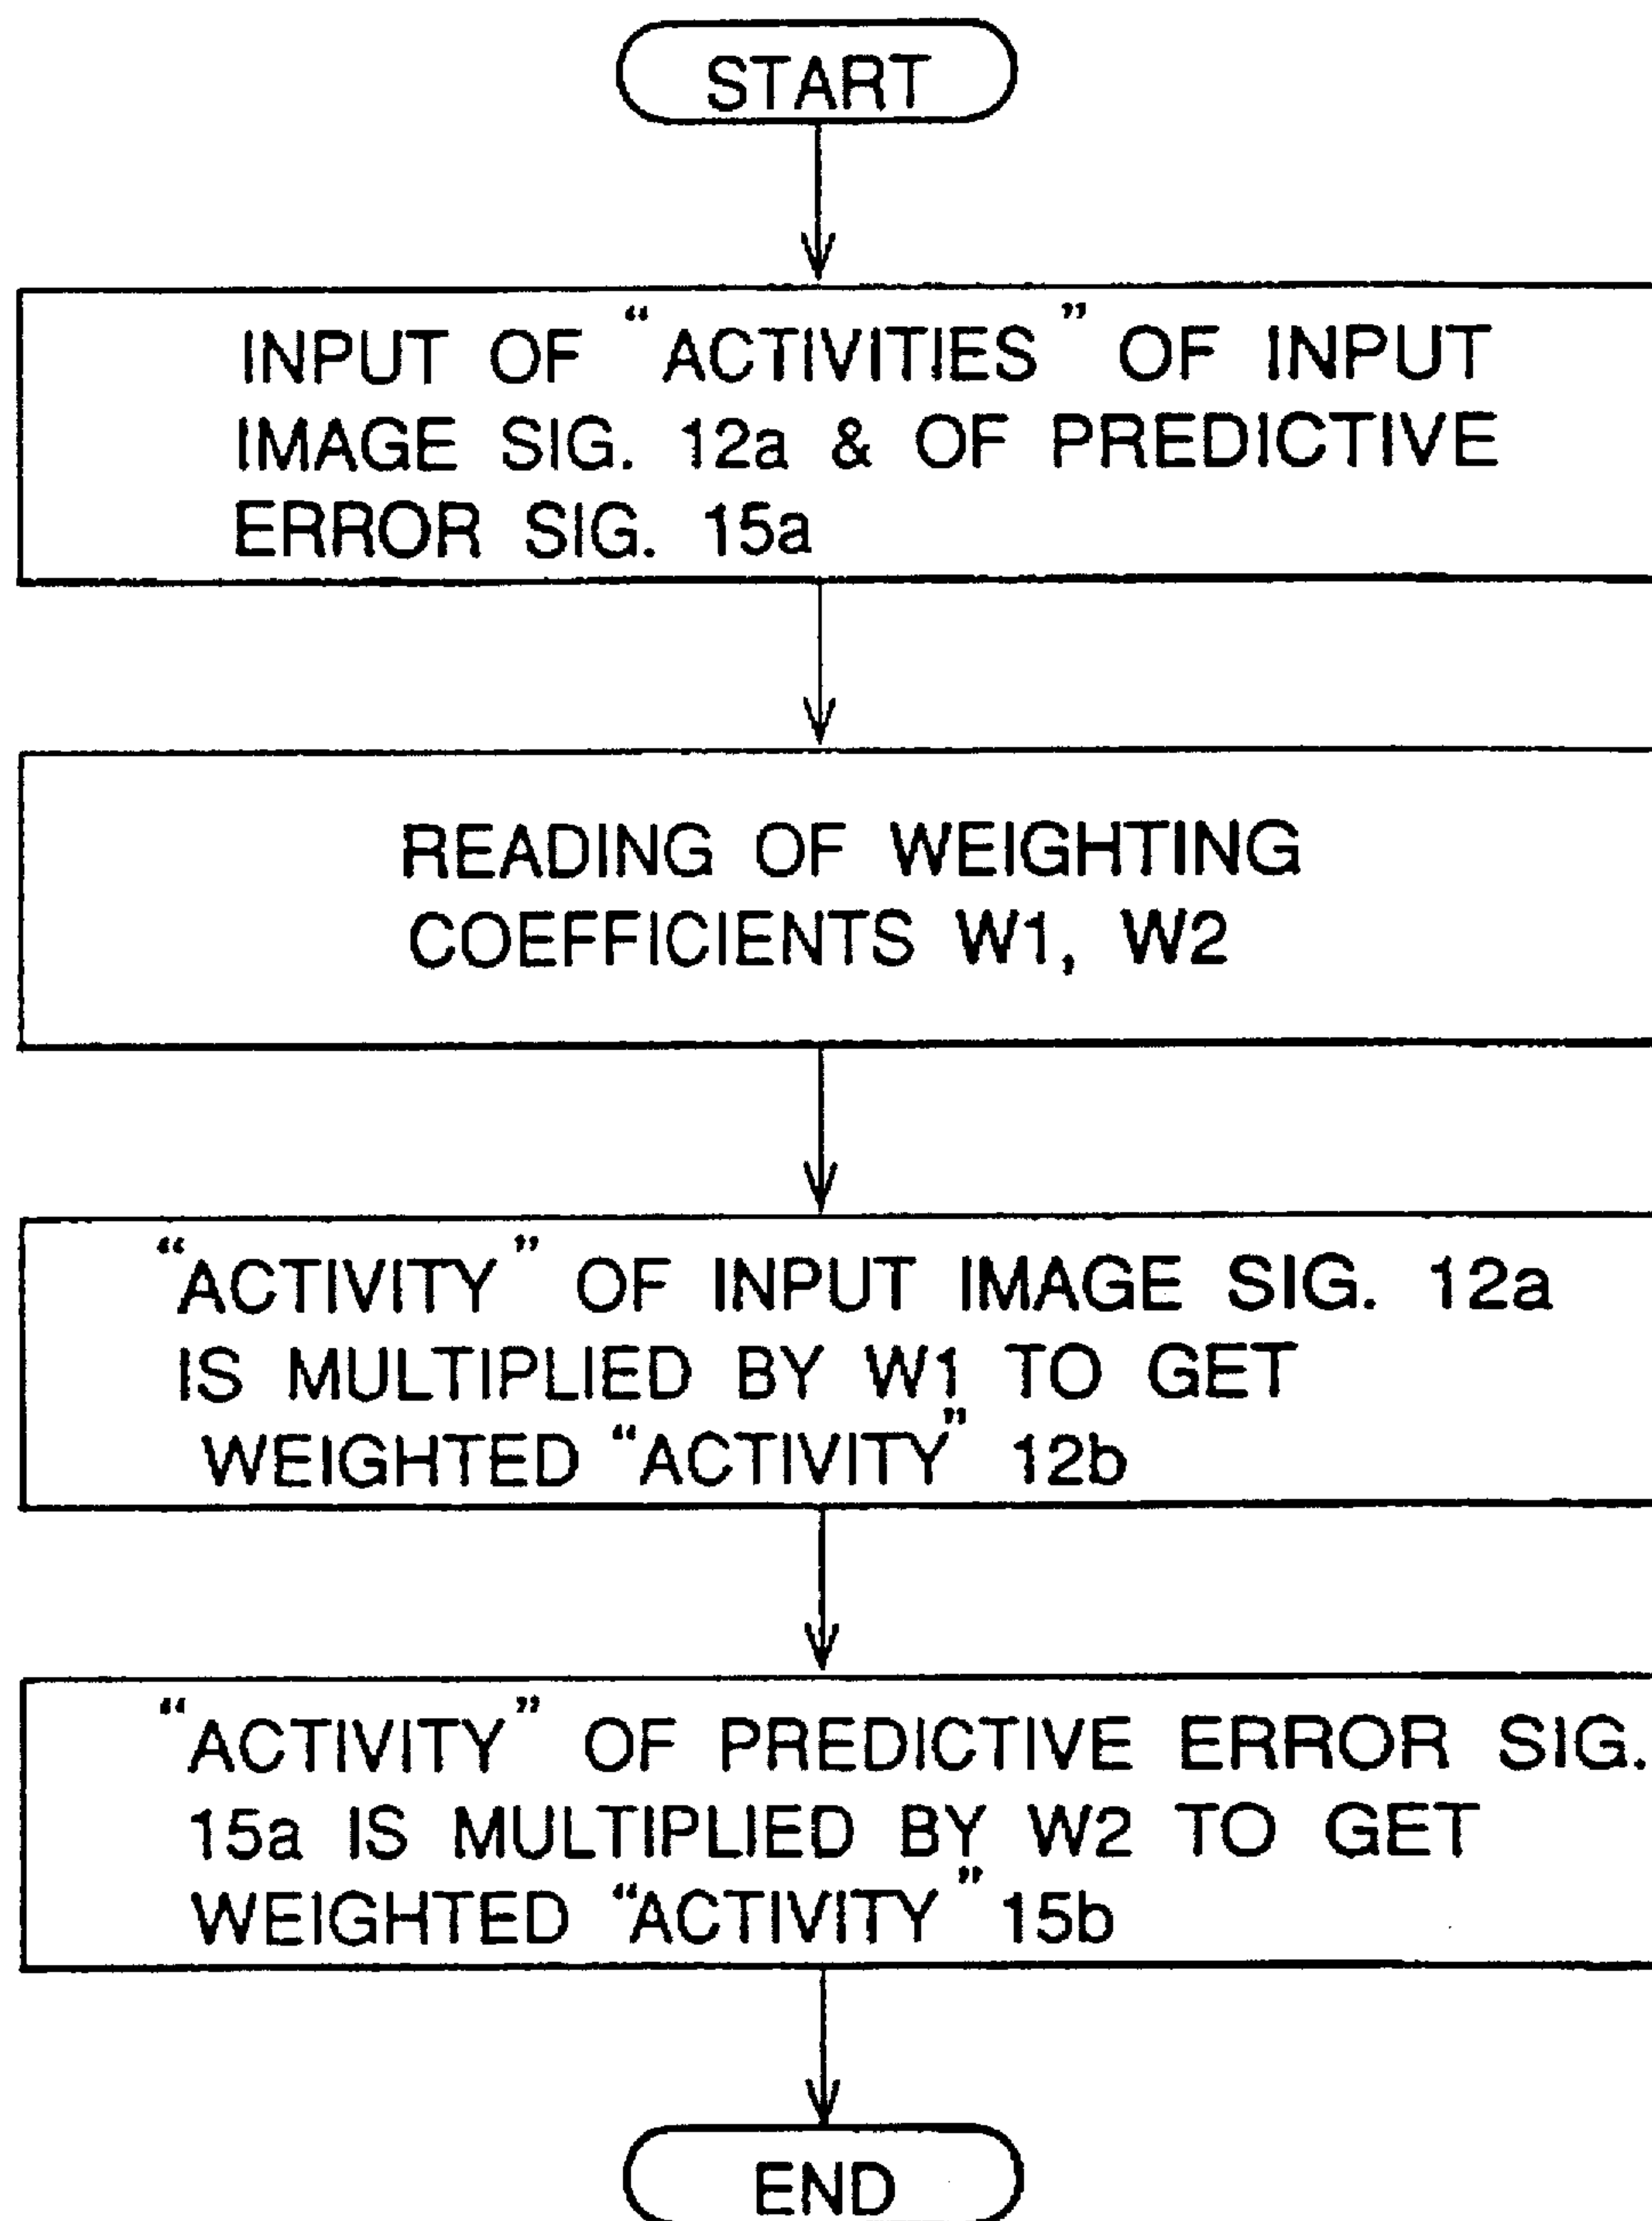 START
INPUT OF “ACTIVITIES” OF INPUT
IMAGE SIG. 12a & OF PREDICTIVE
ERROR SIG. 15a
READING OF WEIGHTING
COEFFICIENTS W1, W2
“ACTIVITY” OF INPUT IMAGE SIG. 12a
IS MULTIPLIED BY W1 TO GET
WEIGHTED “ACTIVITY” 12b
“ACTIVITY” OF PREDICTIVE ERROR SIG.
15a IS MULTIPLIED BY W2 TO GET
WEIGHTED “ACTIVITY” 15b
END